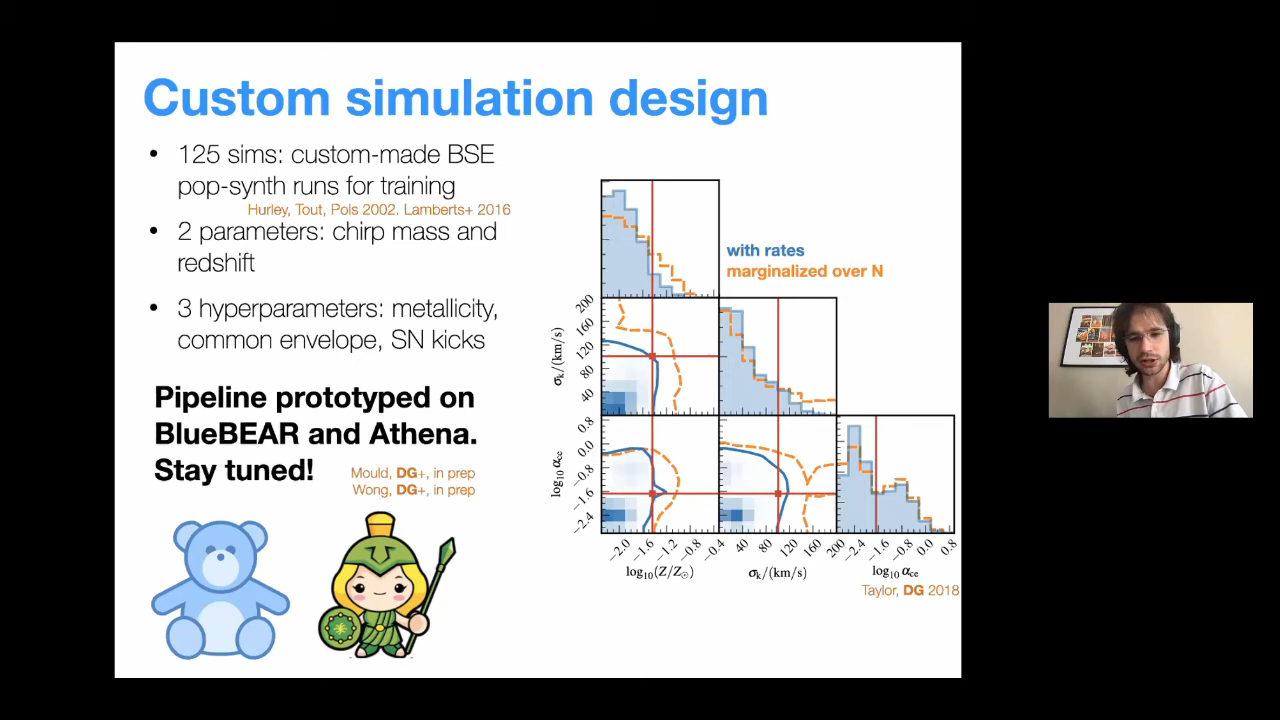 Custom simulation design
• 125 sims: custom-made BSE
pop-synth runs for training
Hurley, Tout, Pols 2002. Lamberts+ 2016
• 2 parameters: chirp mass and
redshift
• 3 hyperparameters: metallicity,
common envelope, SN kicks
Pipeline prototyped on
BlueBEAR and Athena.
Stay tuned!
Mould, DG+, in prep
Wong, DG+, in prep
with rates
marginalized over N
σk/(km/s)
200
160
120
80
40
log10 αce
0.8
0.0
−0.8
−1.6
−2.4
−2.0 −1.6 −1.2 −0.8 −0.4
log10(Z/Z⊙)
40 80 120 160 200
σk/(km/s)
−2.4 −1.6 −0.8 0.0 0.8
log10 αce
Taylor, DG 2018